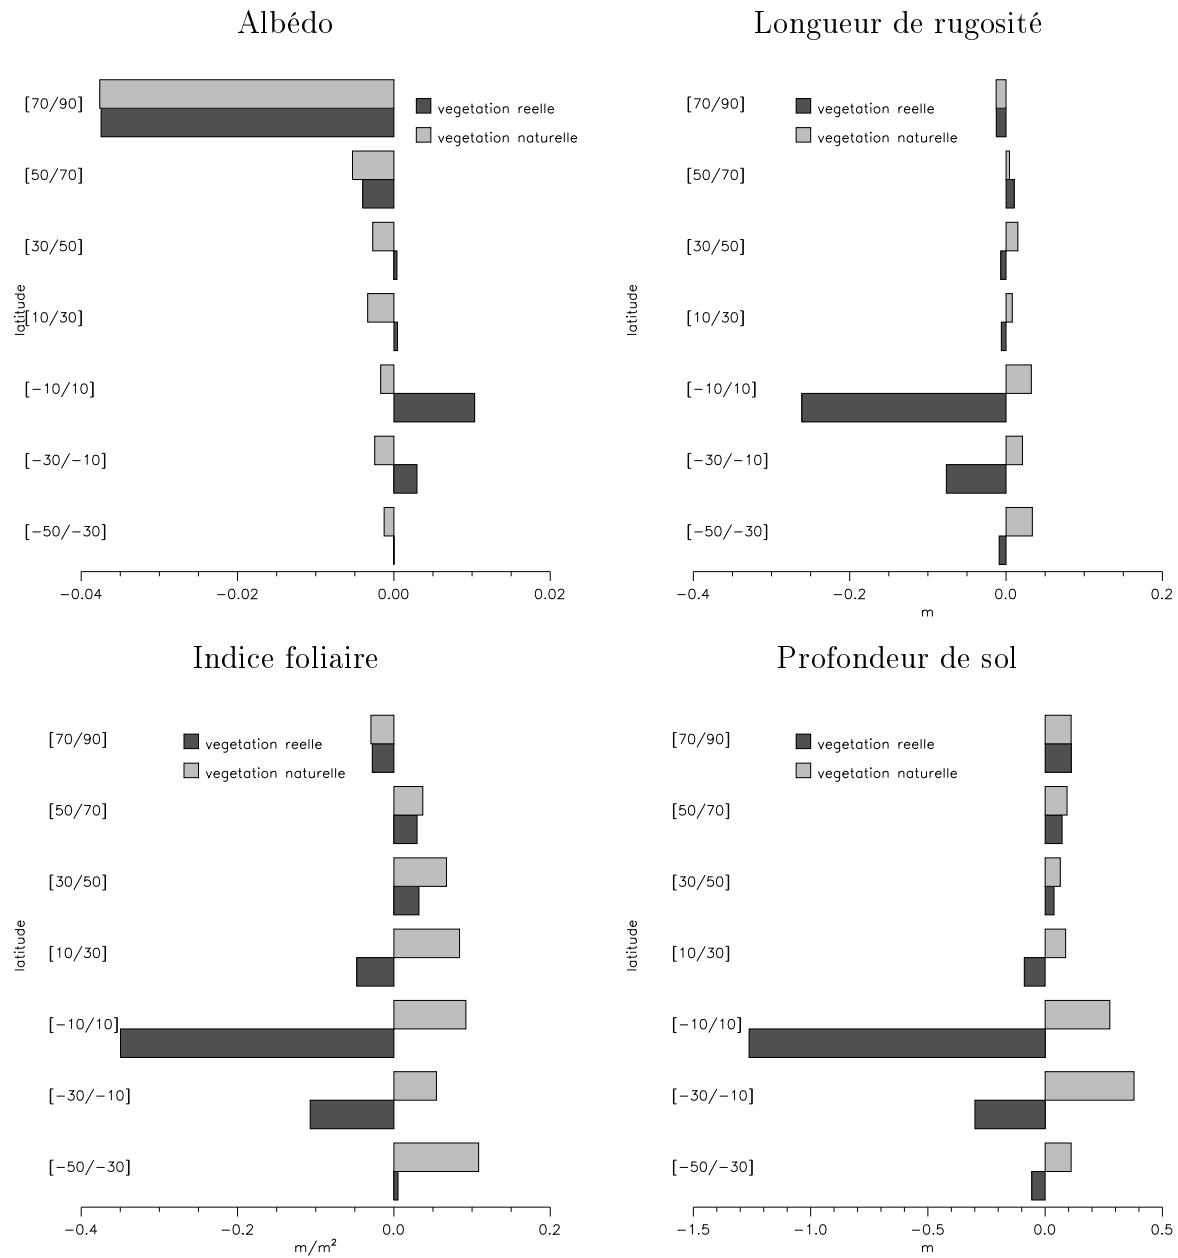 Albédo
[70/90]
vegetation reelle
vegetation naturelle
[50/70]
[30/50]
latitude
[10/30]
[−10/10]
[−30/−10]
[−50/−30]
−0.04 −0.02 0.00 0.02
Longueur de rugosité
[70/90]
vegetation reelle
vegetation naturelle
[50/70]
[30/50]
latitude
[10/30]
[−10/10]
[−30/−10]
[−50/−30]
−0.4 −0.2 0.0 0.2
m
Indice foliaire
[70/90]
vegetation reelle
vegetation naturelle
[50/70]
[30/50]
latitude
[10/30]
[−10/10]
[−30/−10]
[−50/−30]
−0.4 −0.2 0.0 0.2
m/m²
Profondeur de sol
[70/90]
vegetation reelle
vegetation naturelle
[50/70]
[30/50]
latitude
[10/30]
[−10/10]
[−30/−10]
[−50/−30]
−1.5 −1.0 −0.5 0.0 0.5
m